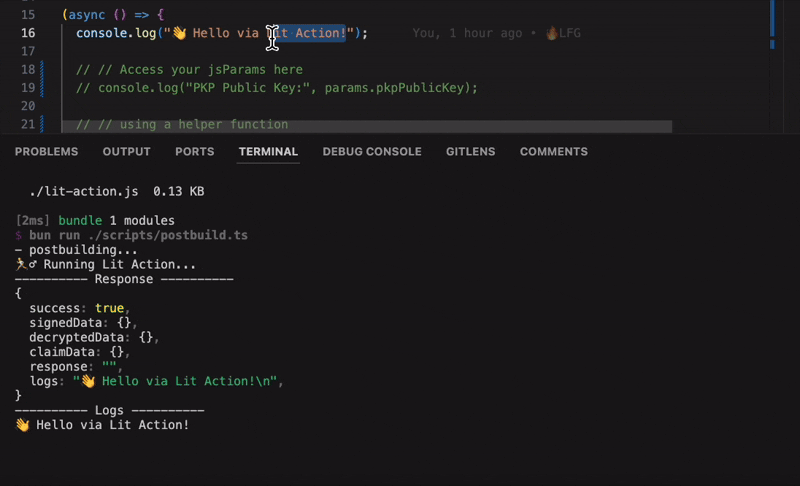 15 (async () => {
16 console.log("👋 Hello via Lit Action!"); You, 1 hour ago • 🔥LFG
17
18 // // Access your jsParams here
19 // console.log("PKP Public Key:", params.pkpPublicKey);
20
21 // // using a helper function
PROBLEMS OUTPUT PORTS TERMINAL DEBUG CONSOLE GITLENS COMMENTS
./lit-action.js 0.13 KB
[2ms] bundle 1 modules
$ bun run ./scripts/postbuild.ts
- postbuilding...
🏃♂ Running Lit Action...
---------- Response ----------
{
success: true,
signedData: {},
decryptedData: {},
claimData: {},
response: "",
logs: "👋 Hello via Lit Action!\n",
}
---------- Logs ----------
👋 Hello via Lit Action!